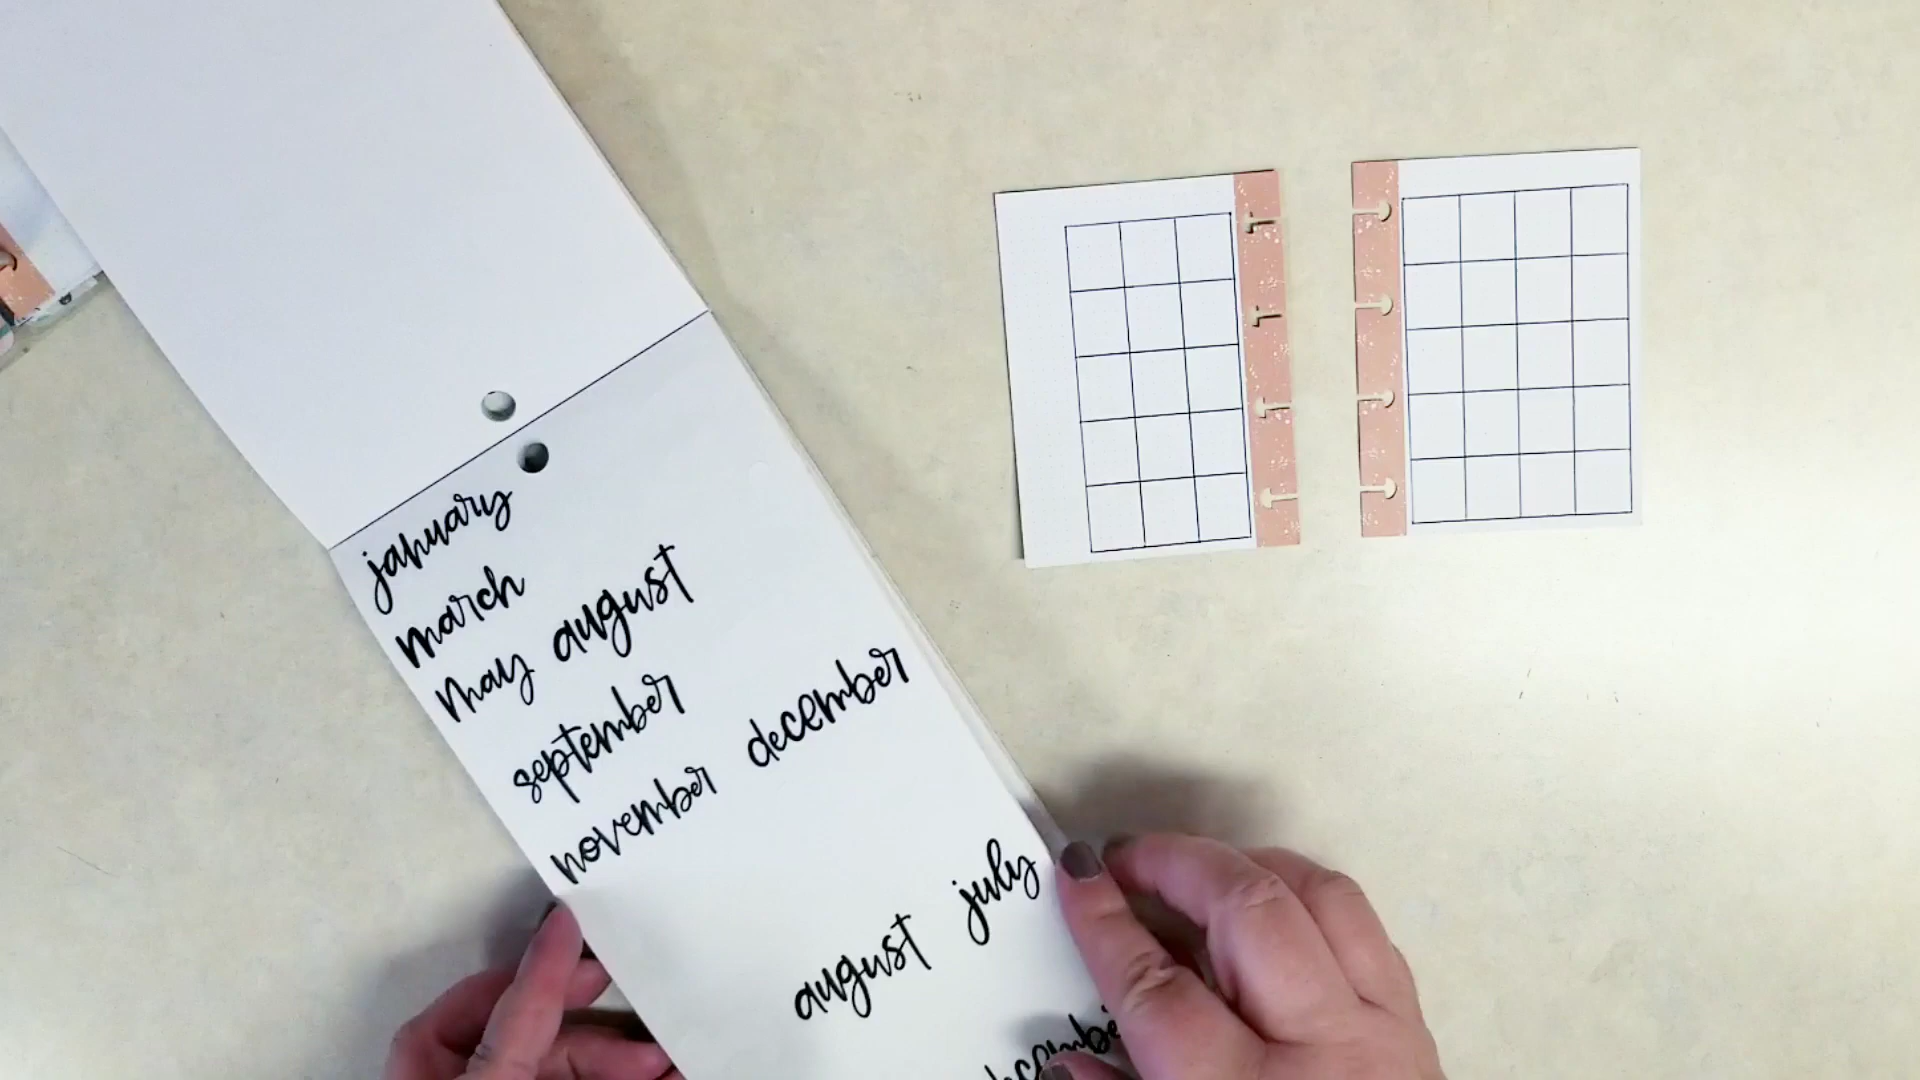 january
march
may august
september
november december
august july